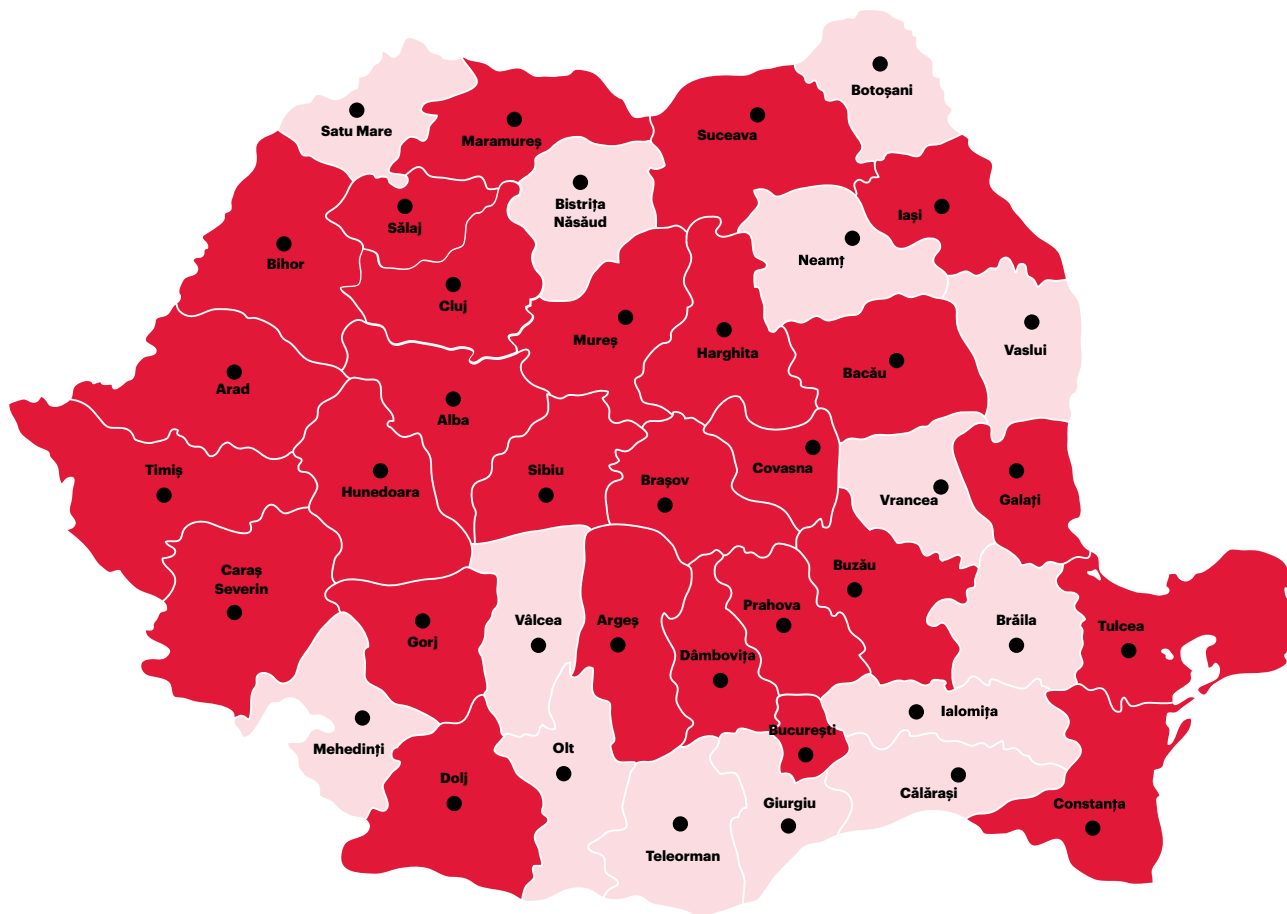 Botoșani
Satu Mare
Suceava
Maramureș
Bistrița
Năsăud
Iași
Sălaj
Neamț
Bihor
Cluj
Mureș
Harghita
Vaslui
Bacău
Arad
Alba
Timiș
Hunedoara
Sibiu
Brașov
Covasna
Vrancea
Galați
Caraș
Severin
Buzău
Prahova
Gorj
Vâlcea
Argeș
Brăila
Tulcea
Dâmbovița
Ialomița
București
Mehedinți
Olt
Dolj
Giurgiu
Călărași
Constanța
Teleorman